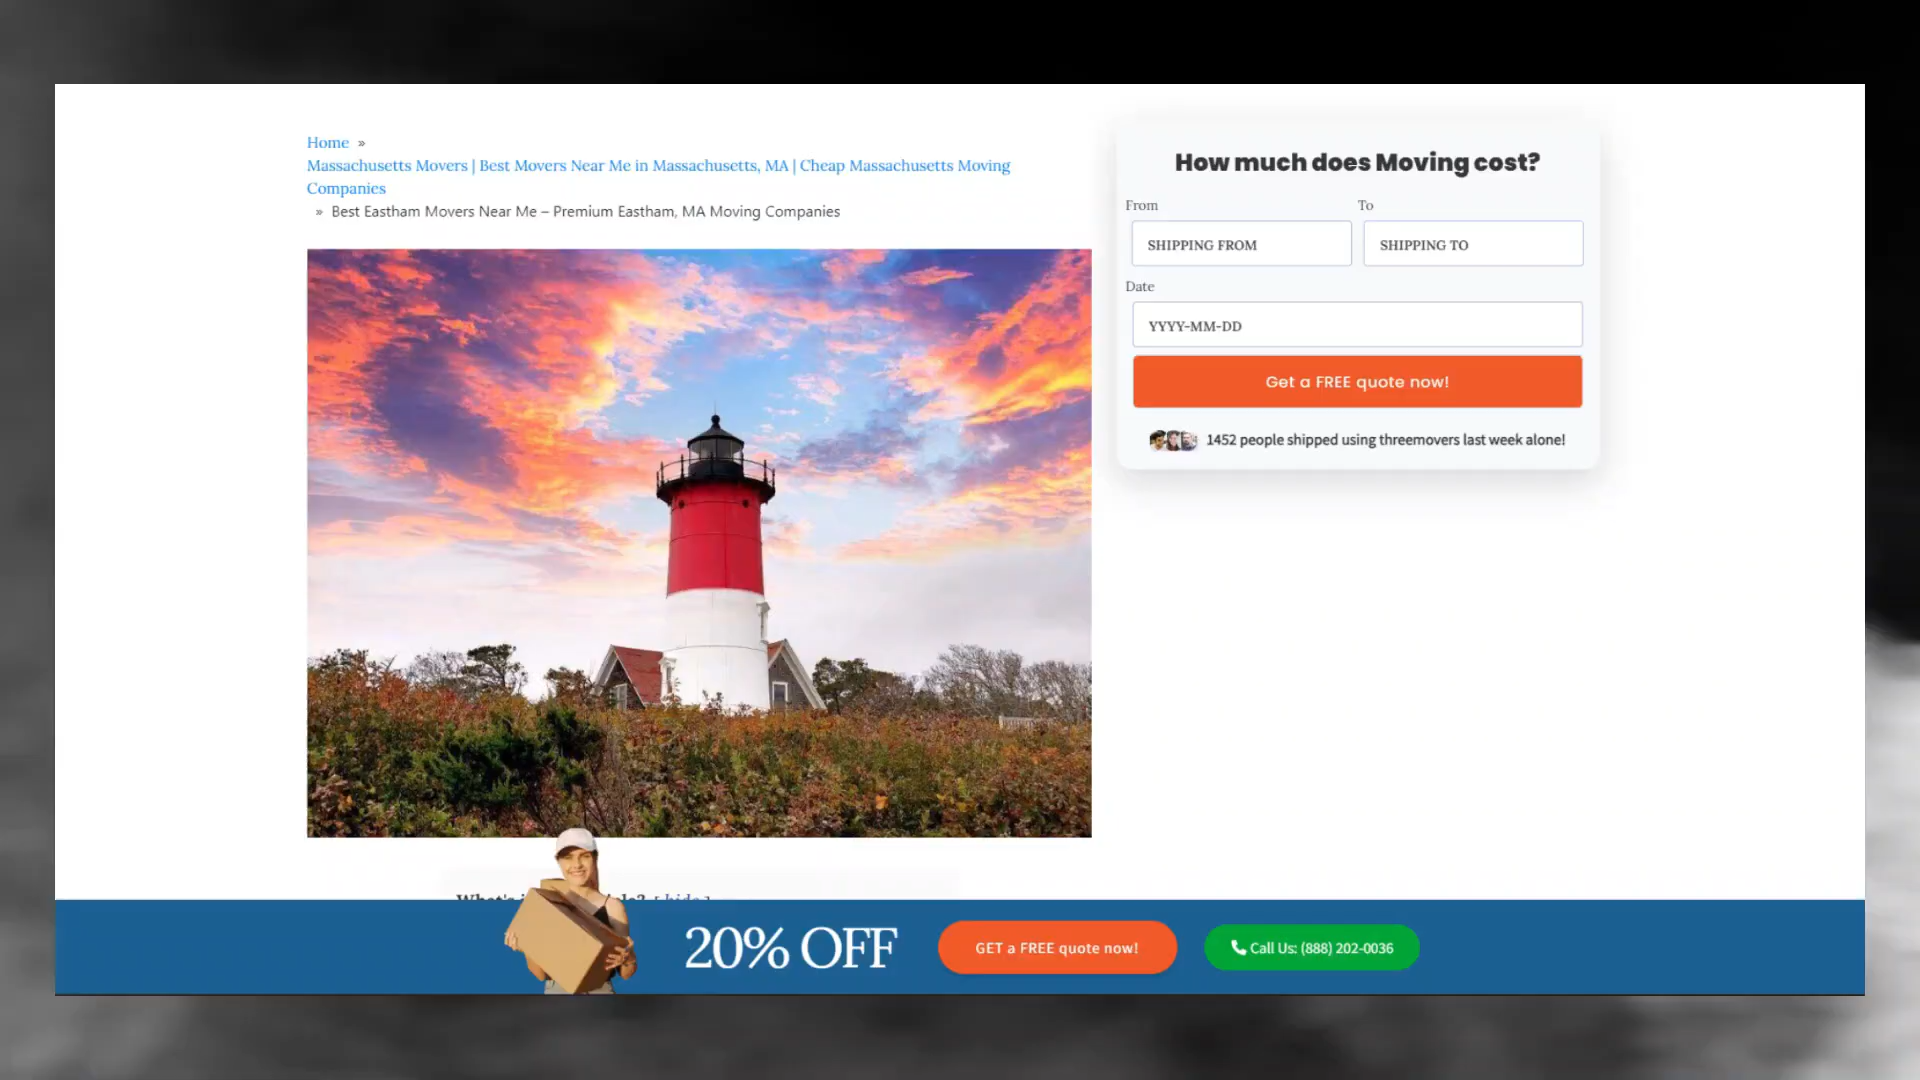 Home »
Massachusetts Movers | Best Movers Near Me in Massachusetts, MA | Cheap Massachusetts Moving
Companies
» Best Eastham Movers Near Me – Premium Eastham, MA Moving Companies
How much does Moving cost?
From To
SHIPPING FROM SHIPPING TO
Date
YYYY-MM-DD
Get a FREE quote now!
1452 people shipped using threemovers last week alone!
20% OFF
GET a FREE quote now!
Call Us: (888) 202-0036